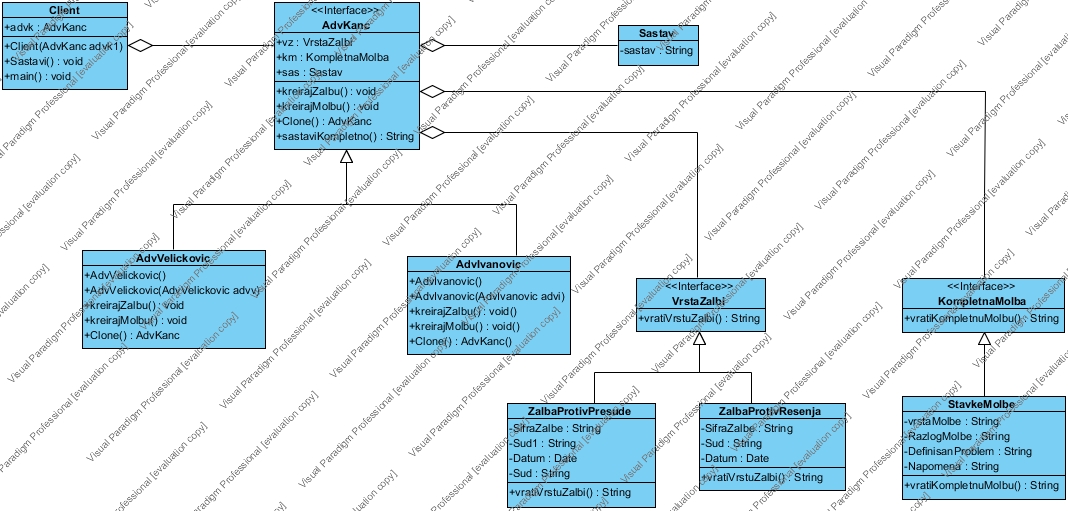 Client
+advk : AdvKanc
+Client(AdvKanc advk1)
+Sastavi() : void
+main() : void
<<Interface>>
AdvKanc
+vz : VrstaZalbi
+km : KompletnaMolba
+sas : Sastav
+kreirajZalbu() : void
+kreirajMolbu() : void
+Clone() : AdvKanc
+sastaviKompletno() : String
Sastav
-sastav : String
AdvVelickovic
+AdvVelickovic()
+AdvVelickovic(AdvVelickovic advv)
+kreirajZalbu() : void
+kreirajMolbu() : void
+Clone() : AdvKanc
AdvIvanovic
+AdvIvanovic()
+AdvIvanovic(AdvIvanovic advi)
+kreirajZalbu() : void()
+kreirajMolbu() : void()
+Clone() : AdvKanc()
<<Interface>>
VrstaZalbi
+vratiVrstuZalbi() : String
<<Interface>>
KompletnaMolba
+vratiKompletnuMolbu() : String
ZalbaProtivPresude
-SifraZalbe : String
-Sud1 : String
-Datum : Date
-Sud : String
+vratiVrstuZalbi() : String
ZalbaProtivResenja
-SifraZalbe : String
-Sud : String
-Datum : Date
+vratiVrstuZalbi() : String
StavkeMolbe
-vrstaMolbe : String
-RazlogMolbe : String
-DefinisanProblem : String
-Napomena : String
+vratiKompletnuMolbu() : String
Visual Paradigm Professional [evaluation copy]